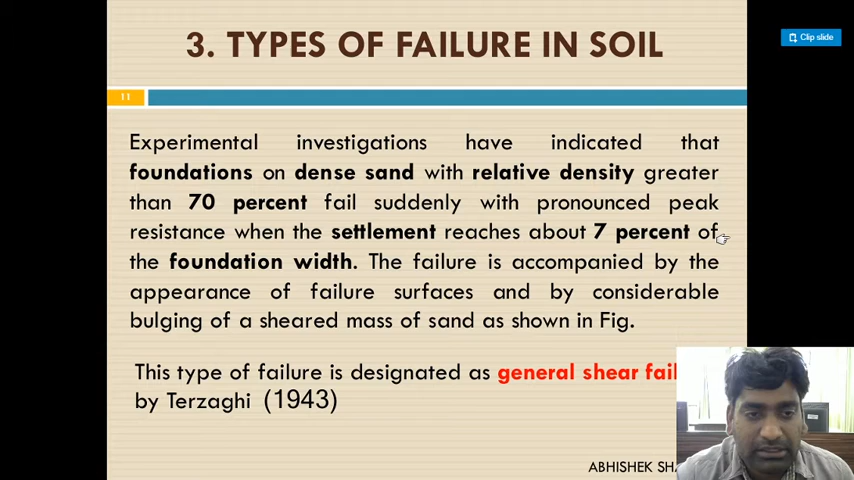 3. TYPES OF FAILURE IN SOIL
Clip slide
11
Experimental investigations have indicated that
foundations on dense sand with relative density greater
than 70 percent fail suddenly with pronounced peak
resistance when the settlement reaches about 7 percent of
the foundation width. The failure is accompanied by the
appearance of failure surfaces and by considerable
bulging of a sheared mass of sand as shown in Fig.
This type of failure is designated as general shear
by Terzaghi (1943)
ABHISHEK